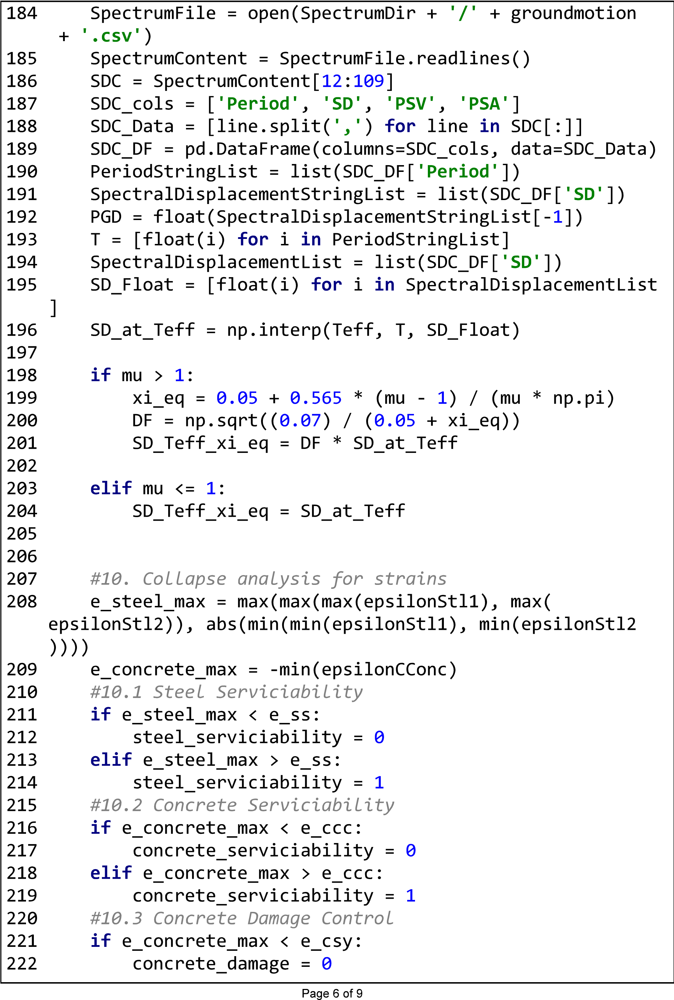 184     SpectrumFile = open(SpectrumDir + '/' + groundmotion
     + '.csv')
185     SpectrumContent = SpectrumFile.readlines()
186     SDC = SpectrumContent[12:109]
187     SDC_cols = ['Period', 'SD', 'PSV', 'PSA']
188     SDC_Data = [line.split(',') for line in SDC[:]]
189     SDC_DF = pd.DataFrame(columns=SDC_cols, data=SDC_Data)
190     PeriodStringList = list(SDC_DF['Period'])
191     SpectralDisplacementStringList = list(SDC_DF['SD'])
192     PGD = float(SpectralDisplacementStringList[-1])
193     T = [float(i) for i in PeriodStringList]
194     SpectralDisplacementList = list(SDC_DF['SD'])
195     SD_Float = [float(i) for i in SpectralDisplacementList
    ]
196     SD_at_Teff = np.interp(Teff, T, SD_Float)
197
198     if mu > 1:
199         xi_eq = 0.05 + 0.565 * (mu - 1) / (mu * np.pi)
200         DF = np.sqrt((0.07) / (0.05 + xi_eq))
201         SD_Teff_xi_eq = DF * SD_at_Teff
202
203     elif mu <= 1:
204         SD_Teff_xi_eq = SD_at_Teff
205
206
207     #10. Collapse analysis for strains
208     e_steel_max = max(max(max(epsilonStl1), max(
    epsilonStl2)), abs(min(min(epsilonStl1), min(epsilonStl2
    ))))
209     e_concrete_max = -min(epsilonCConc)
210     #10.1 Steel Serviciability
211     if e_steel_max < e_ss:
212         steel_serviciability = 0
213     elif e_steel_max > e_ss:
214         steel_serviciability = 1
215     #10.2 Concrete Serviciability
216     if e_concrete_max < e_ccc:
217         concrete_serviciability = 0
218     elif e_concrete_max > e_ccc:
219         concrete_serviciability = 1
220     #10.3 Concrete Damage Control
221     if e_concrete_max < e_csy:
222         concrete_damage = 0
Page 6 of 9